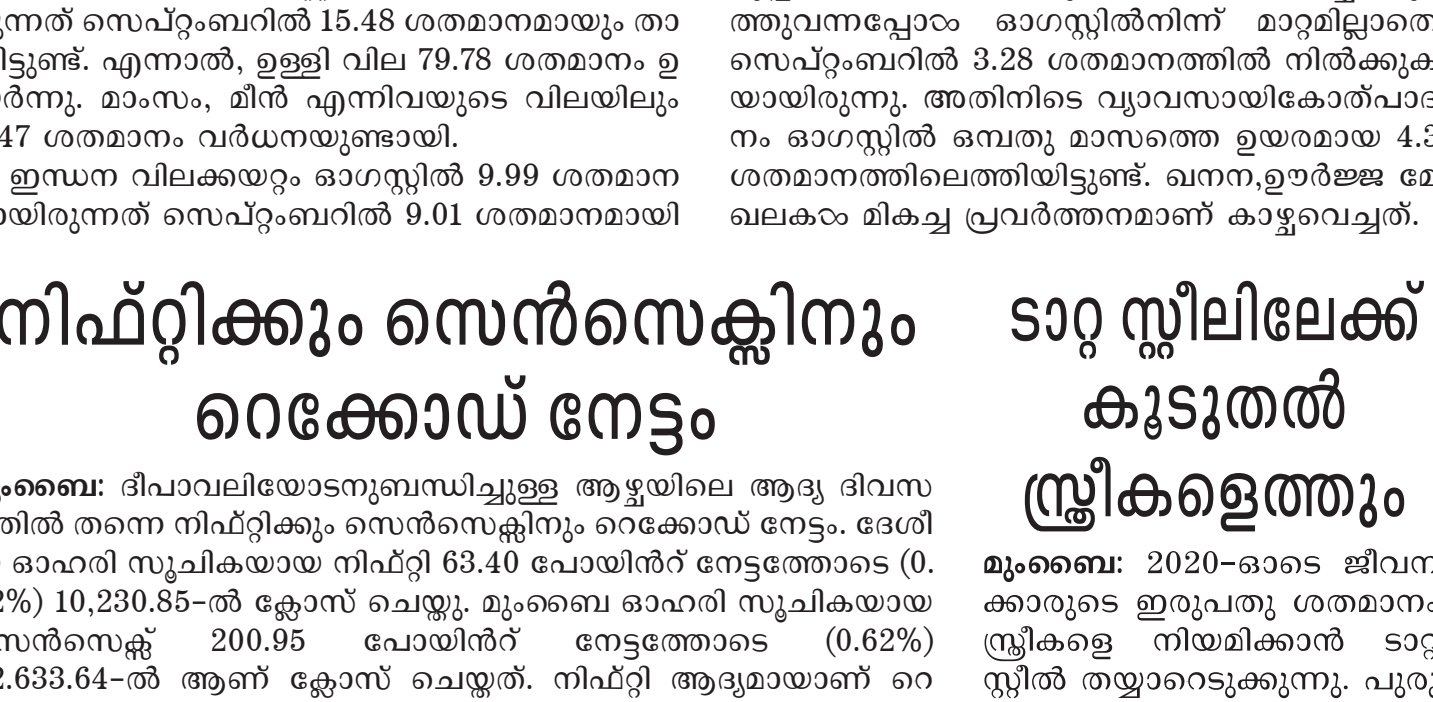 ുന്നത് സെപ്റ്റംബറിൽ 15.48 ശതമാനമായും താ
ിട്ടുണ്ട്. എന്നാൽ, ഉള്ളി വില 79.78 ശതമാനം ഉ
ർന്നു. മാംസം, മീൻ എന്നിവയുടെ വിലയിലും
47 ശതമാനം വർധനയുണ്ടായി.
ഇന്ധന വിലക്കയറ്റം ഓഗസ്റ്റിൽ 9.99 ശതമാന
ായിരുന്നത് സെപ്റ്റംബറിൽ 9.01 ശതമാനമായി
ത്തുവന്നപ്പോൾ ഓഗസ്റ്റിൽനിന്ന് മാറ്റമില്ലാതെ
സെപ്റ്റംബറിൽ 3.28 ശതമാനത്തിൽ നിൽക്കുക
യായിരുന്നു. അതിനിടെ വ്യാവസായികോത്പാദ
നം ഓഗസ്റ്റിൽ ഒമ്പതു മാസത്തെ ഉയരമായ 4.3
ശതമാനത്തിലെത്തിയിട്ടുണ്ട്. ഖനന,ഊർജ്ജ മേ
ഖലകൾ മികച്ച പ്രവർത്തനമാണ് കാഴ്ചവെച്ചത്.
നിഫ്റ്റിക്കും സെൻസെക്സിനും
റെക്കോഡ് നേട്ടം
ുംബൈ: ദീപാവലിയോടനുബന്ധിച്ചുള്ള ആഴ്ചയിലെ ആദ്യ ദിവസ
ത്തിൽ തന്നെ നിഫ്റ്റിക്കും സെൻസെക്സിനും റെക്കോഡ് നേട്ടം. ദേശീ
ഓഹരി സൂചികയായ നിഫ്റ്റി 63.40 പോയിൻറ് നേട്ടത്തോടെ (0.
2%) 10,230.85-ൽ ക്ലോസ് ചെയ്തു. മുംബൈ ഓഹരി സൂചികയായ
സെൻസെക്സ് 200.95 പോയിൻറ് നേട്ടത്തോടെ (0.62%)
2.633.64-ൽ ആണ് ക്ലോസ് ചെയ്തത്. നിഫ്റ്റി ആദ്യമായാണ് റെ
ടാറ്റ സ്റ്റീലിലേക്ക്
കൂടുതൽ
സ്ത്രീകളെത്തും
മുംബൈ: 2020-ഓടെ ജീവന
ക്കാരുടെ ഇരുപതു ശതമാനം
സ്ത്രീകളെ നിയമിക്കാൻ ടാറ്റ
സ്റ്റീൽ തയ്യാറെടുക്കുന്നു. പുരു